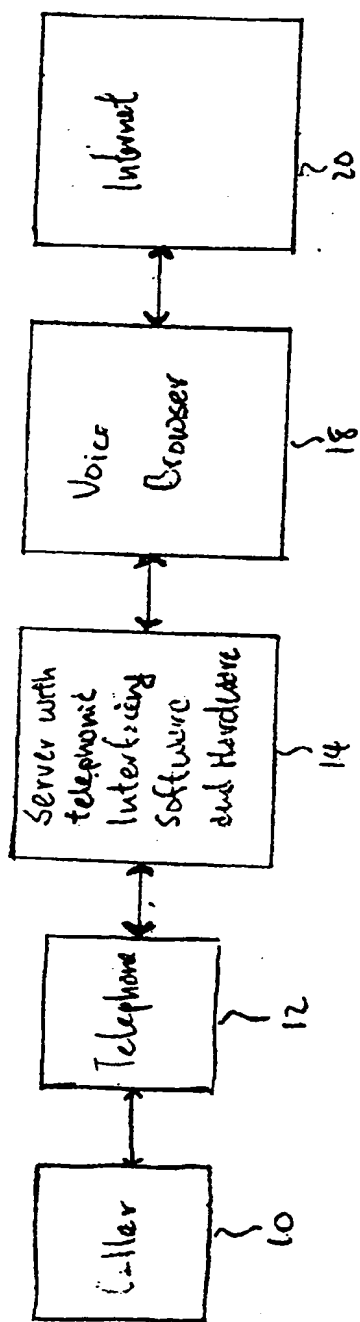 Caller
10
Telephone
12
Server with
telephonic
Interfacing
Software
and Hardware
14
Voice
Browser
18
Internet
20